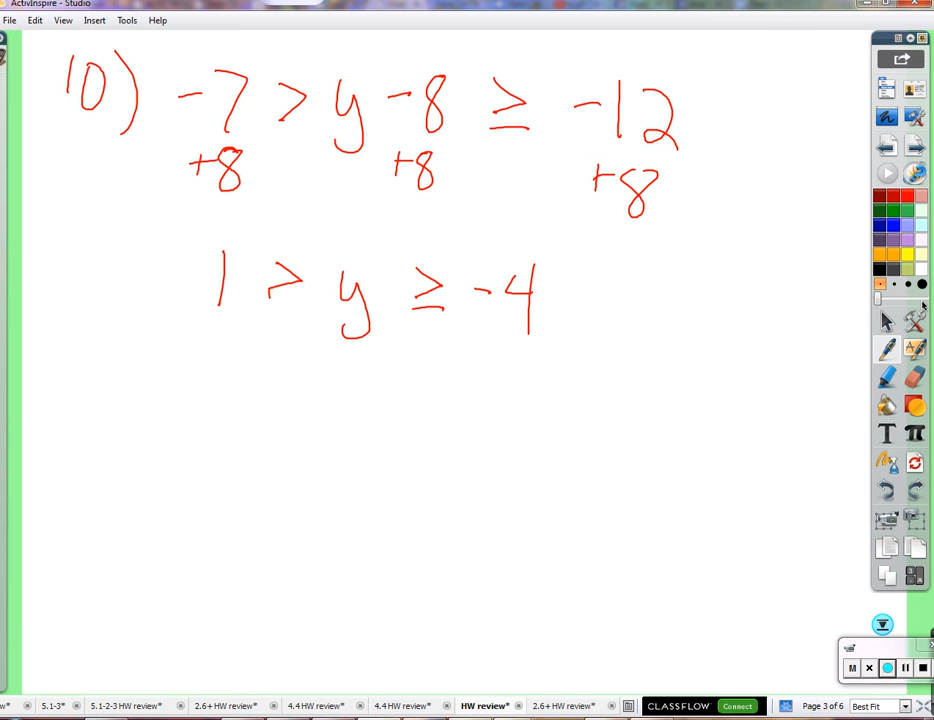 ActivInspire - Studio
File Edit View Insert Tools Help
10) -7 > y - 8 ≥ -12
+8 +8 +8
1 > y ≥ -4
M
5.1-3* 5.1-2-3 HW review* 2.6+ HW review* 4.4 HW review* 4.4 HW review* HW review* 2.6+ HW review* CLASSFLOW Connect Page 3 of 6 Best Fit